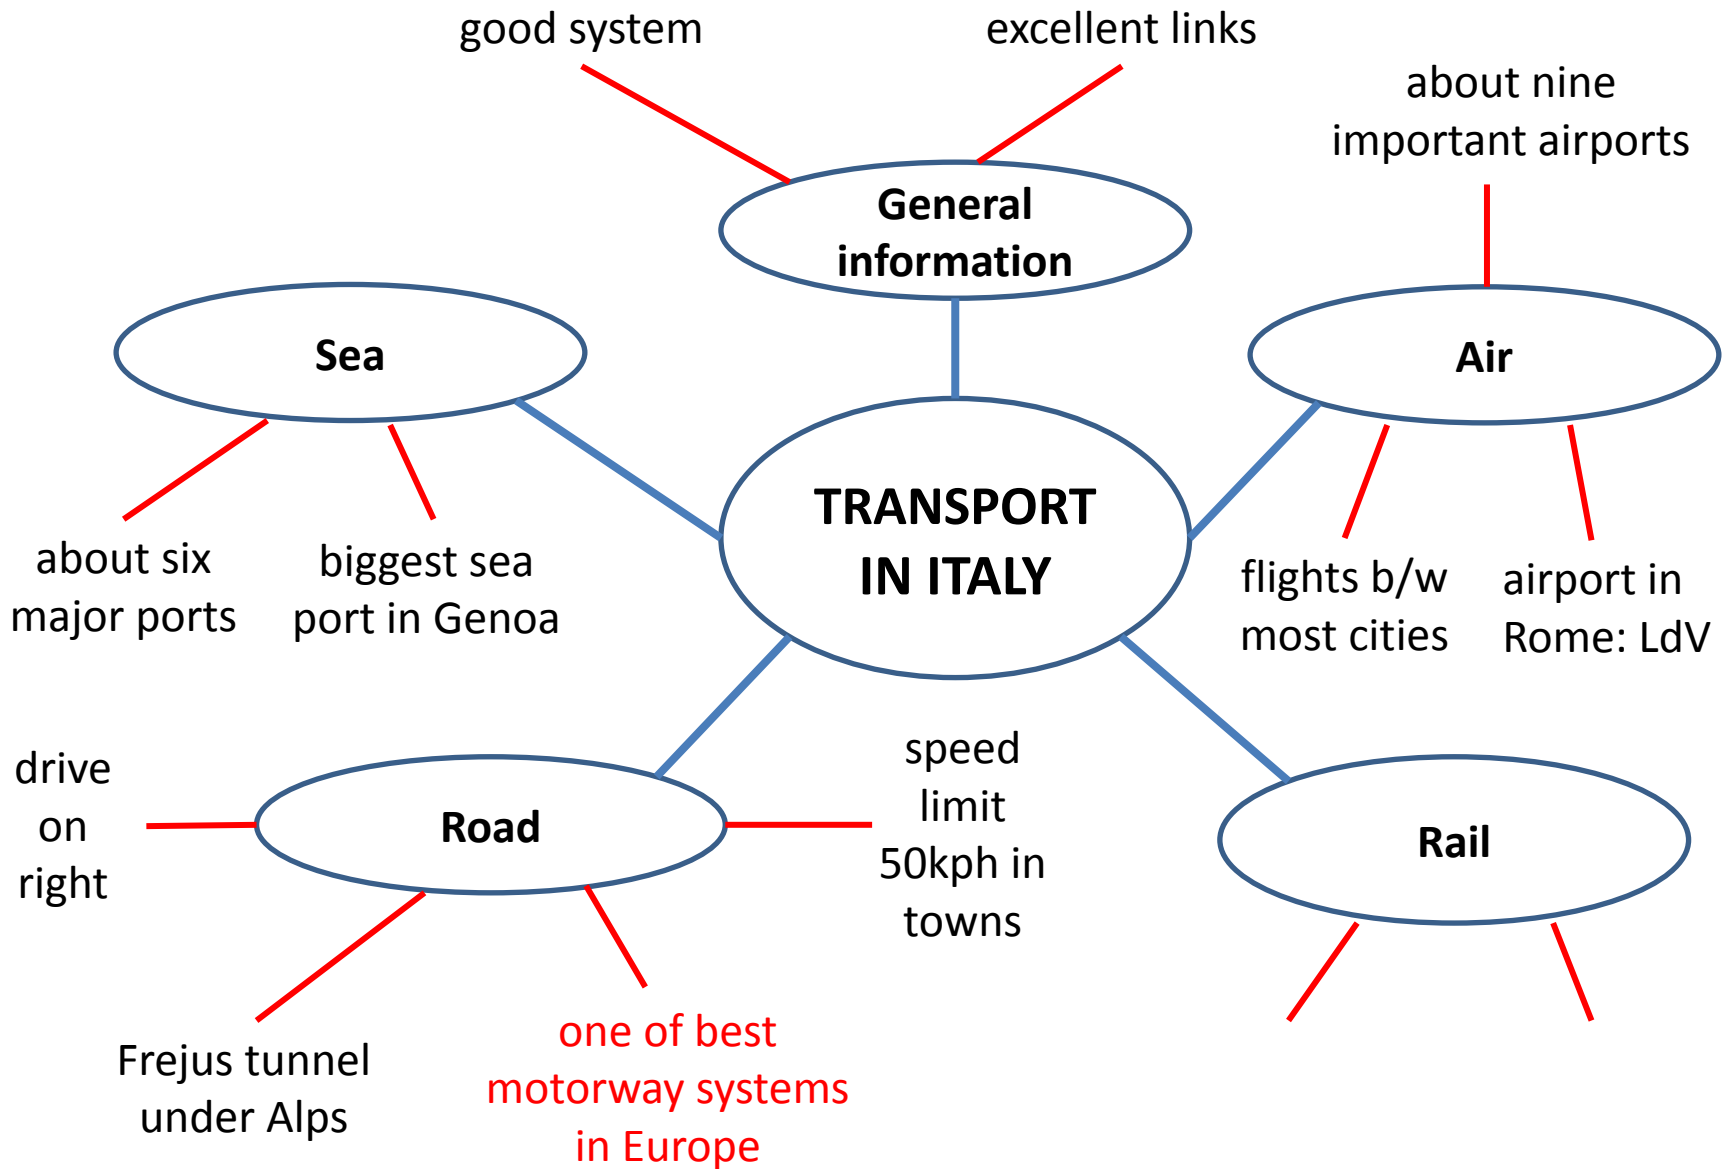 good system
excellent links
about nine
important airports
General
information
Sea
Air
TRANSPORT
IN ITALY
about six
major ports
biggest sea
port in Genoa
flights b/w
most cities
airport in
Rome: LdV
drive
on
right
Road
speed
limit
50kph in
towns
Rail
Frejus tunnel
under Alps
one of best
motorway systems
in Europe